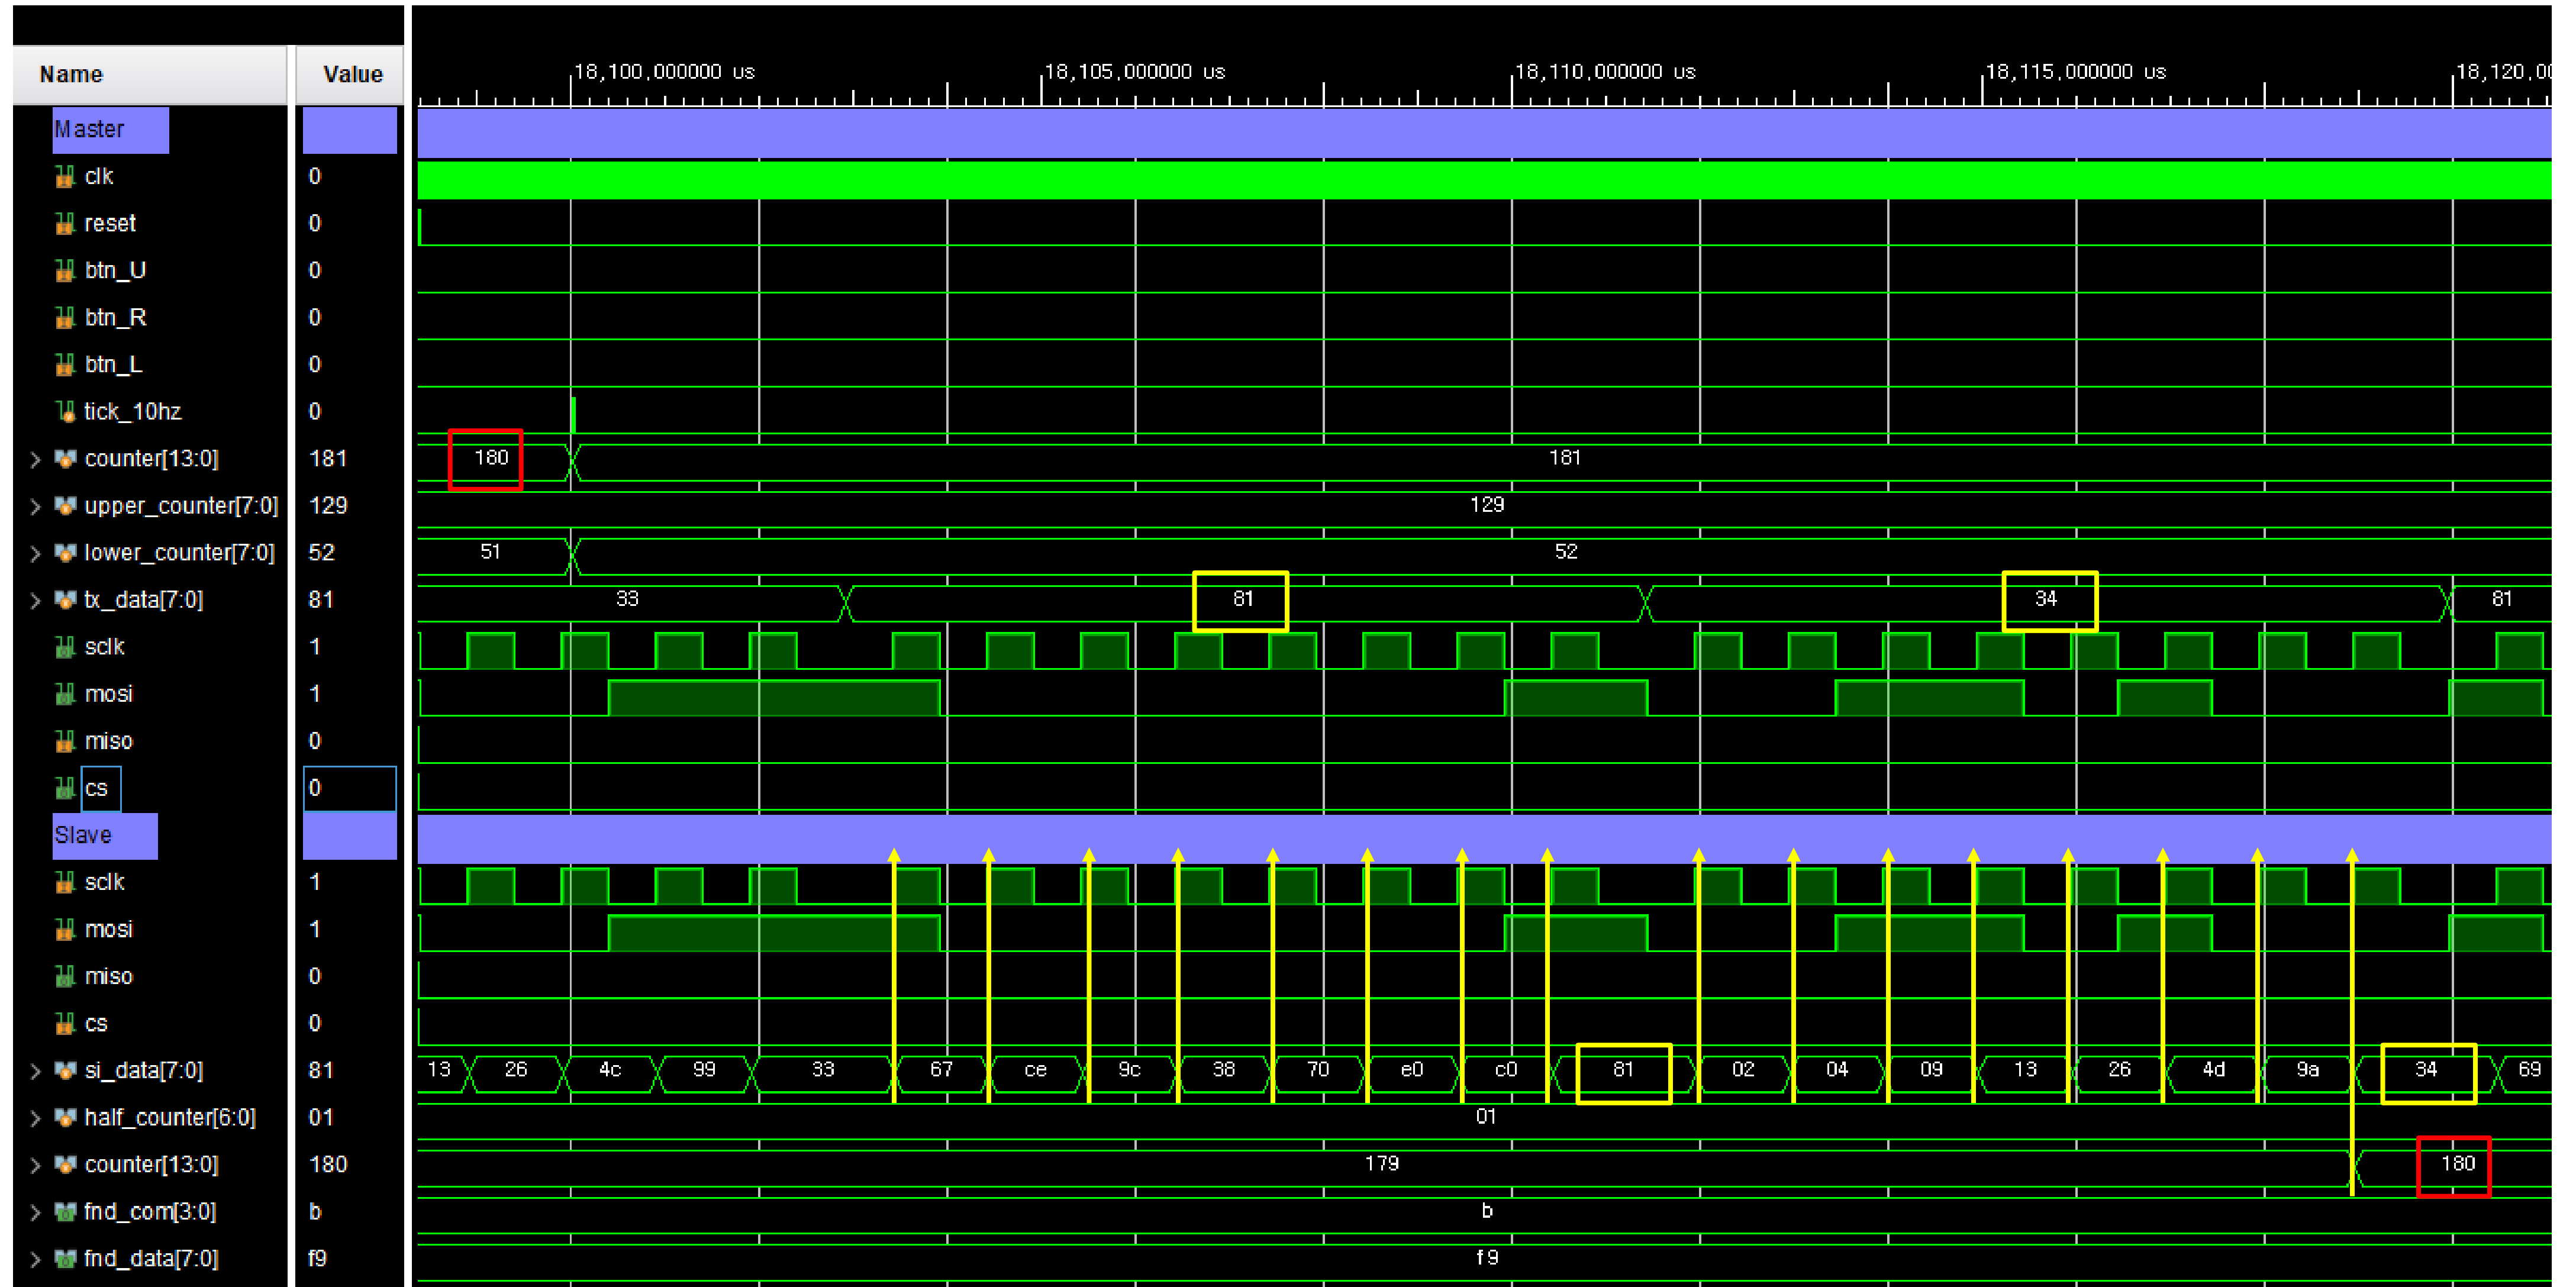 Name Value 18,100.000000 us 18,105.000000 us 18,110.000000 us 18,115.000000 us 18,120.00
Master
clk 0
reset 0
btn_U 0
btn_R 0
btn_L 0
tick_10hz 0
counter[13:0] 181 180 181
upper_counter[7:0] 129 129
lower_counter[7:0] 52 51 52
tx_data[7:0] 81 33 81 34 81
sclk 1
mosi 1
miso 0
cs 0
Slave
sclk 1
mosi 1
miso 0
cs 0
si_data[7:0] 81 13 26 4c 99 33 67 ce 9c 38 70 e0 c0 81 02 04 09 13 26 4d 9a 34 69
half_counter[6:0] 01 01
counter[13:0] 180 179 180
fnd_com[3:0] b b
fnd_data[7:0] f9 f9